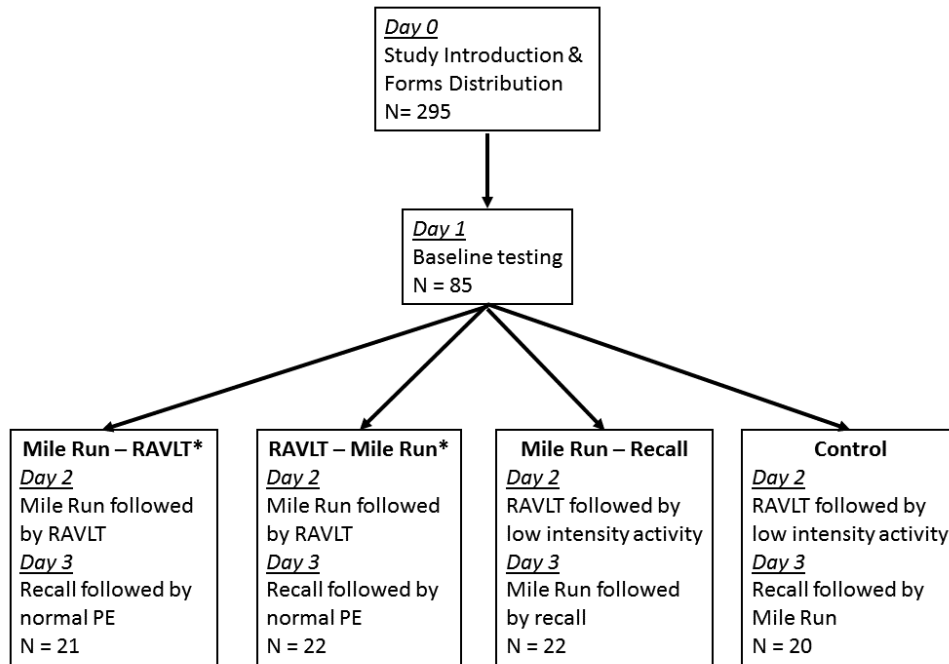 Day 0
Study Introduction &
Forms Distribution
N= 295
Day 1
Baseline testing
N = 85
Mile Run – RAVLT*
Day 2
Mile Run followed
by RAVLT
Day 3
Recall followed by
normal PE
N = 21
RAVLT – Mile Run*
Day 2
Mile Run followed
by RAVLT
Day 3
Recall followed by
normal PE
N = 22
Mile Run – Recall
Day 2
RAVLT followed by
low intensity activity
Day 3
Mile Run followed
by recall
N = 22
Control
Day 2
RAVLT followed by
low intensity activity
Day 3
Recall followed by
Mile Run
N = 20